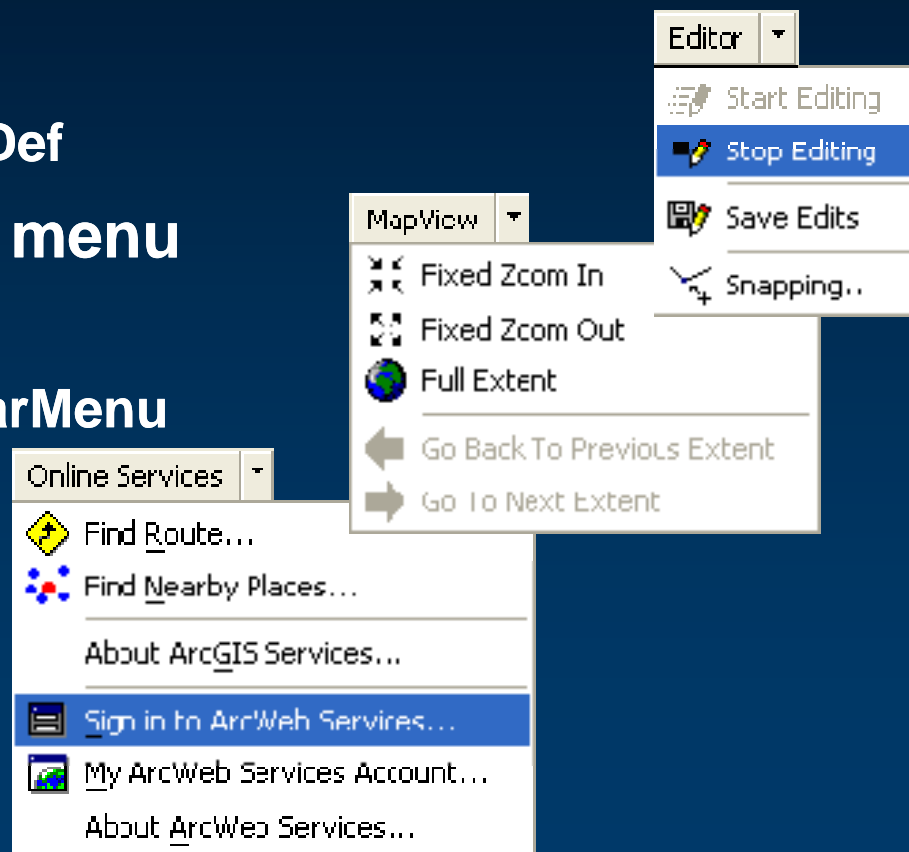 Def
menu
arMenu
Editor
Start Editing
Stop Editing
Save Edits
Snapping..
MapView
Fixed Zoom In
Fixed Zoom Out
Full Extent
Go Back To Previous Extent
Go To Next Extent
Online Services
Find Route...
Find Nearby Places...
About ArcGIS Services...
Sign in to ArcWeb Services...
My ArcWeb Services Account...
About ArcWeb Services...